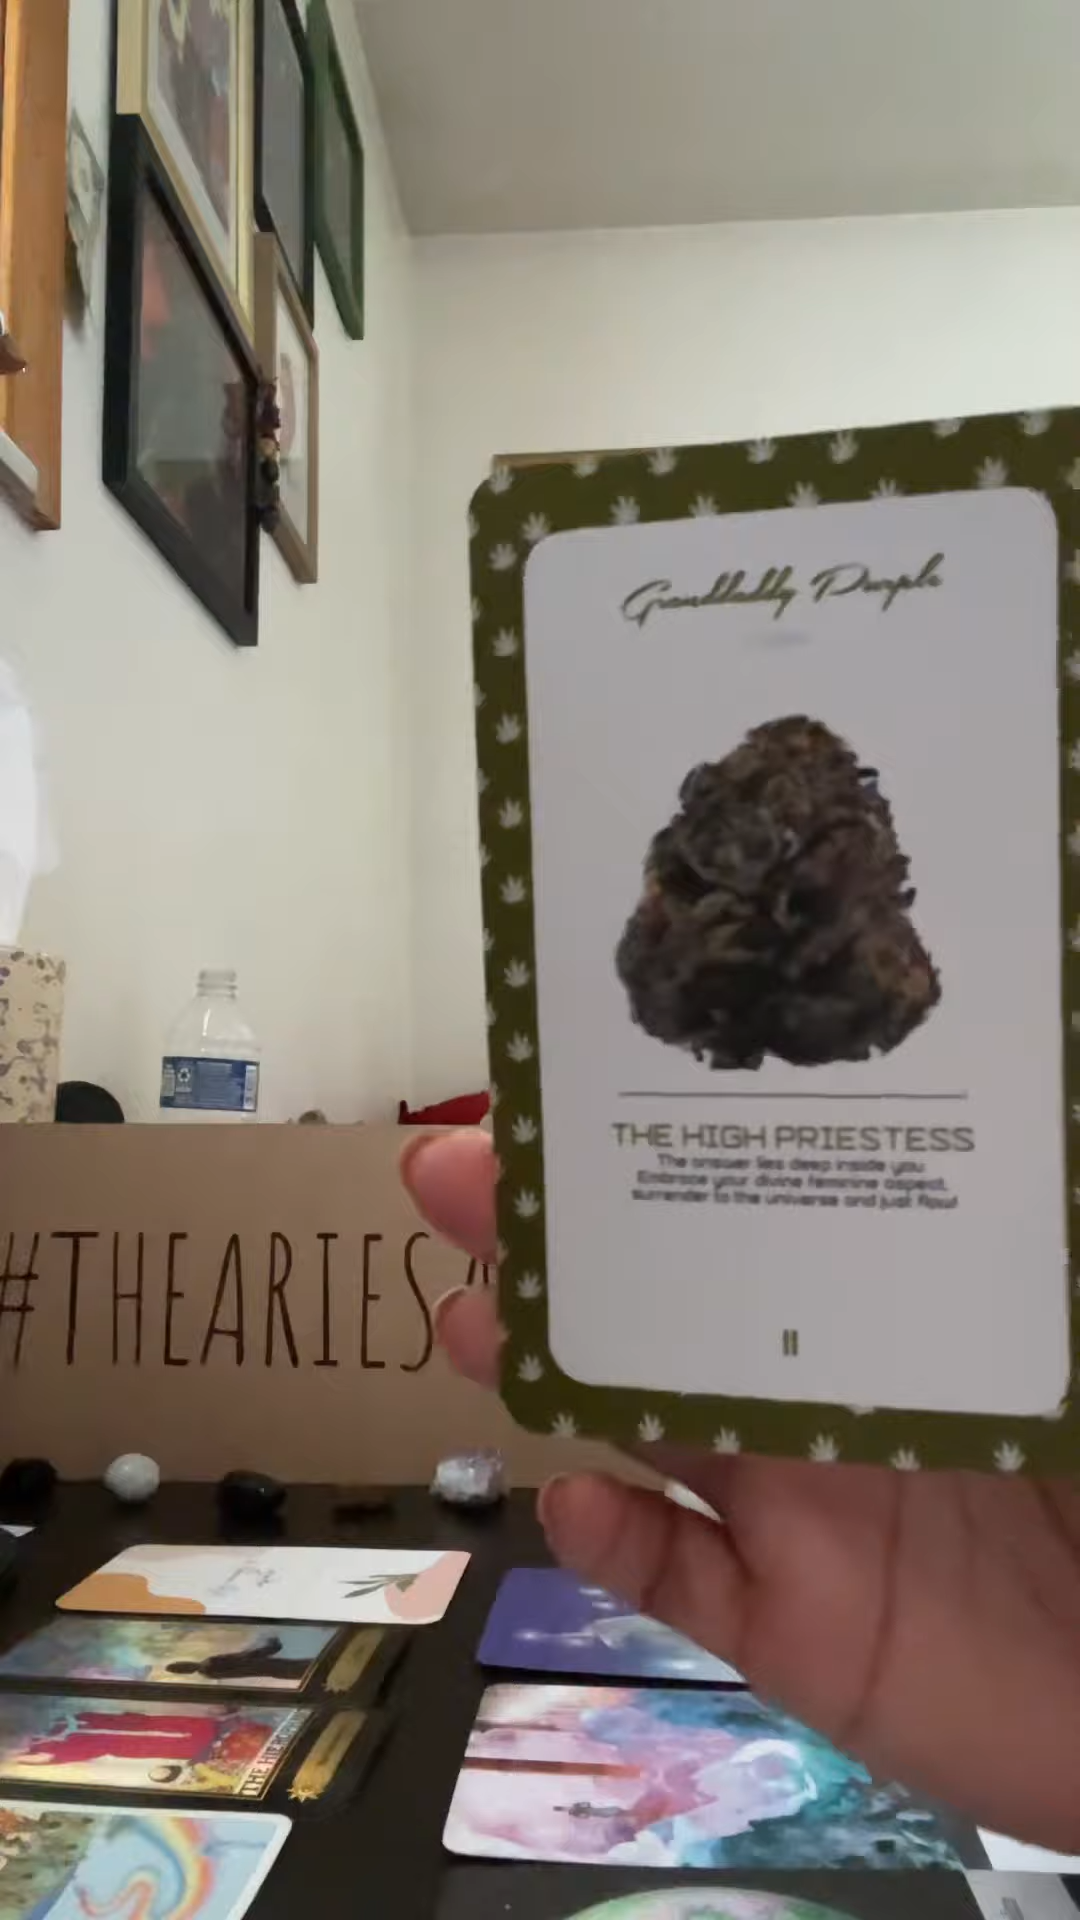 Grandaddy Purple
THE HIGH PRIESTESS
The answer lies deep inside you.
Embrace your divine feminine aspect,
surrender to the universe and just flow!
II
#THEARIES